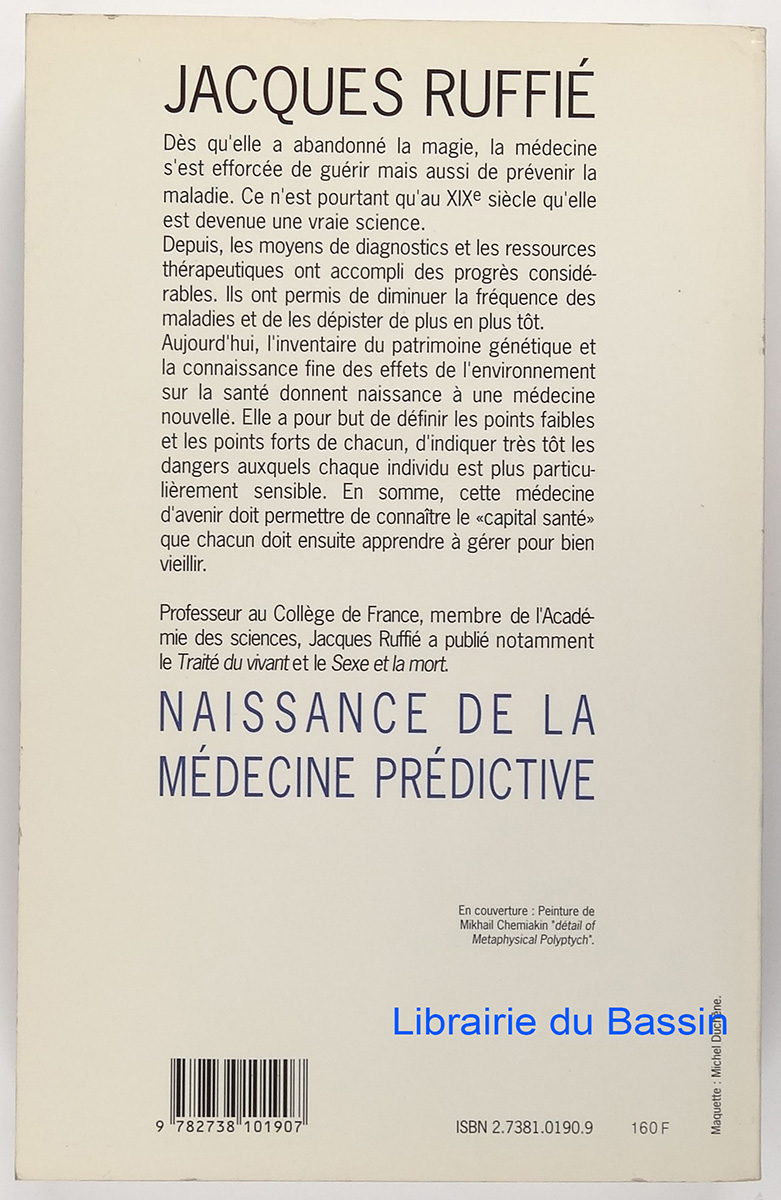 JACQUES RUFFIÉ
Dès qu'elle a abandonné la magie, la médecine
s'est efforcée de guérir mais aussi de prévenir la
maladie. Ce n'est pourtant qu'au XIXe siècle qu'elle
est devenue une vraie science.
Depuis, les moyens de diagnostics et les ressources
thérapeutiques ont accompli des progrès considé-
rables. Ils ont permis de diminuer la fréquence des
maladies et de les dépister de plus en plus tôt.
Aujourd'hui, l'inventaire du patrimoine génétique et
la connaissance fine des effets de l'environnement
sur la santé donnent naissance à une médecine
nouvelle. Elle a pour but de définir les points faibles
et les points forts de chacun, d'indiquer très tôt les
dangers auxquels chaque individu est plus particu-
lièrement sensible. En somme, cette médecine
d'avenir doit permettre de connaître le «capital santé»
que chacun doit ensuite apprendre à gérer pour bien
vieillir.
Professeur au Collège de France, membre de l'Acadé-
mie des sciences, Jacques Ruffié a publié notamment
le Traité du vivant et le Sexe et la mort.
NAISSANCE DE LA
MÉDECINE PRÉDICTIVE
En couverture : Peinture de
Mikhail Chemiakin "détail of
Metaphysical Polyptych".
Librairie du Bassin
Maquette : Michel Duchêne.
9 782738 101907
ISBN 2.7381.0190.9
160 F